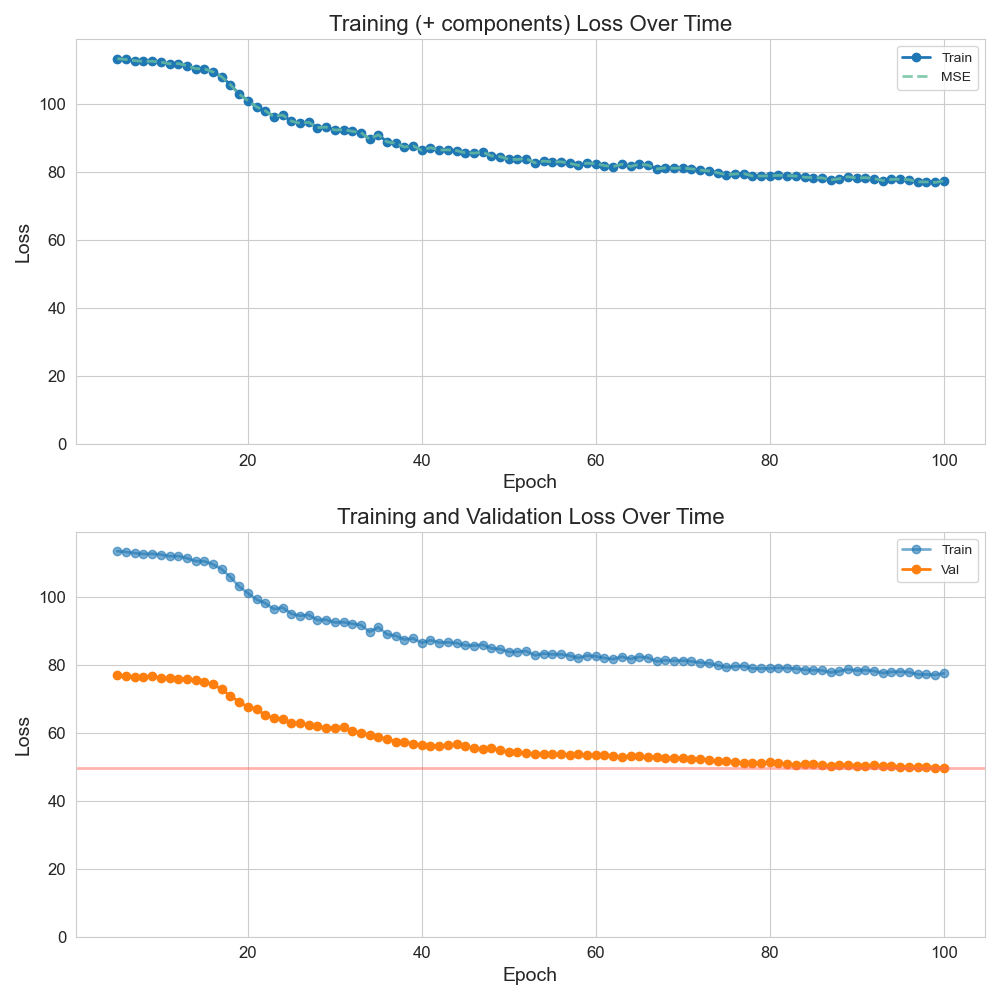 Training (+ components) Loss Over Time
Train
MSE
100
80
60
40
20
0
Loss
20 40 60 80 100
Epoch
Training and Validation Loss Over Time
Train
Val
100
80
60
40
20
0
Loss
20 40 60 80 100
Epoch